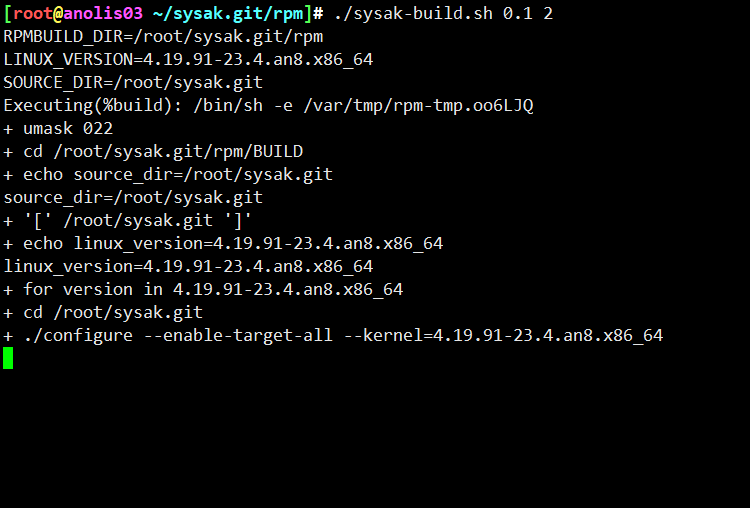 [root@anolis03 ~/sysak.git/rpm]# ./sysak-build.sh 0.1 2
RPMBUILD_DIR=/root/sysak.git/rpm
LINUX_VERSION=4.19.91-23.4.an8.x86_64
SOURCE_DIR=/root/sysak.git
Executing(%build): /bin/sh -e /var/tmp/rpm-tmp.oo6LJQ
+ umask 022
+ cd /root/sysak.git/rpm/BUILD
+ echo source_dir=/root/sysak.git
source_dir=/root/sysak.git
+ '[' /root/sysak.git ']'
+ echo linux_version=4.19.91-23.4.an8.x86_64
linux_version=4.19.91-23.4.an8.x86_64
+ for version in 4.19.91-23.4.an8.x86_64
+ cd /root/sysak.git
+ ./configure --enable-target-all --kernel=4.19.91-23.4.an8.x86_64